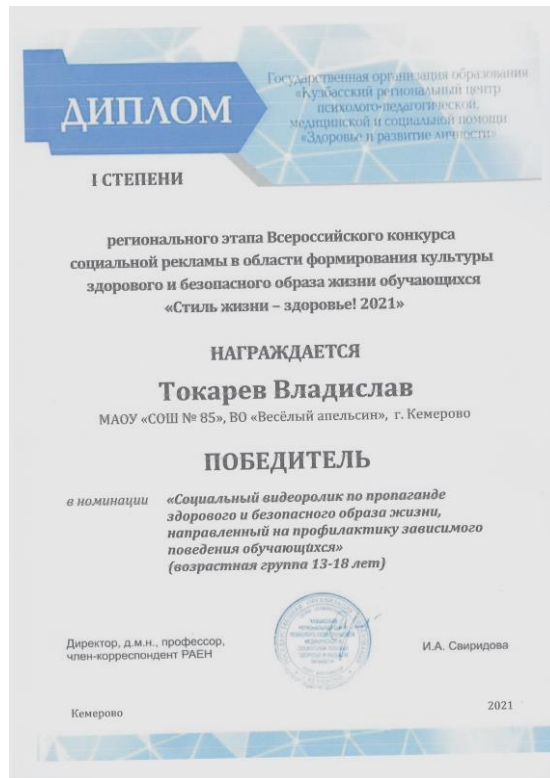 ДИПЛОМ
Государственная организация образования
«Кузбасский региональный центр
психолого-педагогической,
медицинской и социальной помощи
«Здоровье и развитие личности»
I СТЕПЕНИ
регионального этапа Всероссийского конкурса
социальной рекламы в области формирования культуры
здорового и безопасного образа жизни обучающихся
«Стиль жизни – здоровье! 2021»
НАГРАЖДАЕТСЯ
Токарев Владислав
МАОУ «СОШ № 85», ВО «Весёлый апельсин», г. Кемерово
ПОБЕДИТЕЛЬ
в номинации «Социальный видеоролик по пропаганде
здорового и безопасного образа жизни,
направленный на профилактику зависимого
поведения обучающихся»
(возрастная группа 13-18 лет)
Директор, д.м.н., профессор,
член-корреспондент РАЕН
И.А. Свиридова
Кемерово
2021